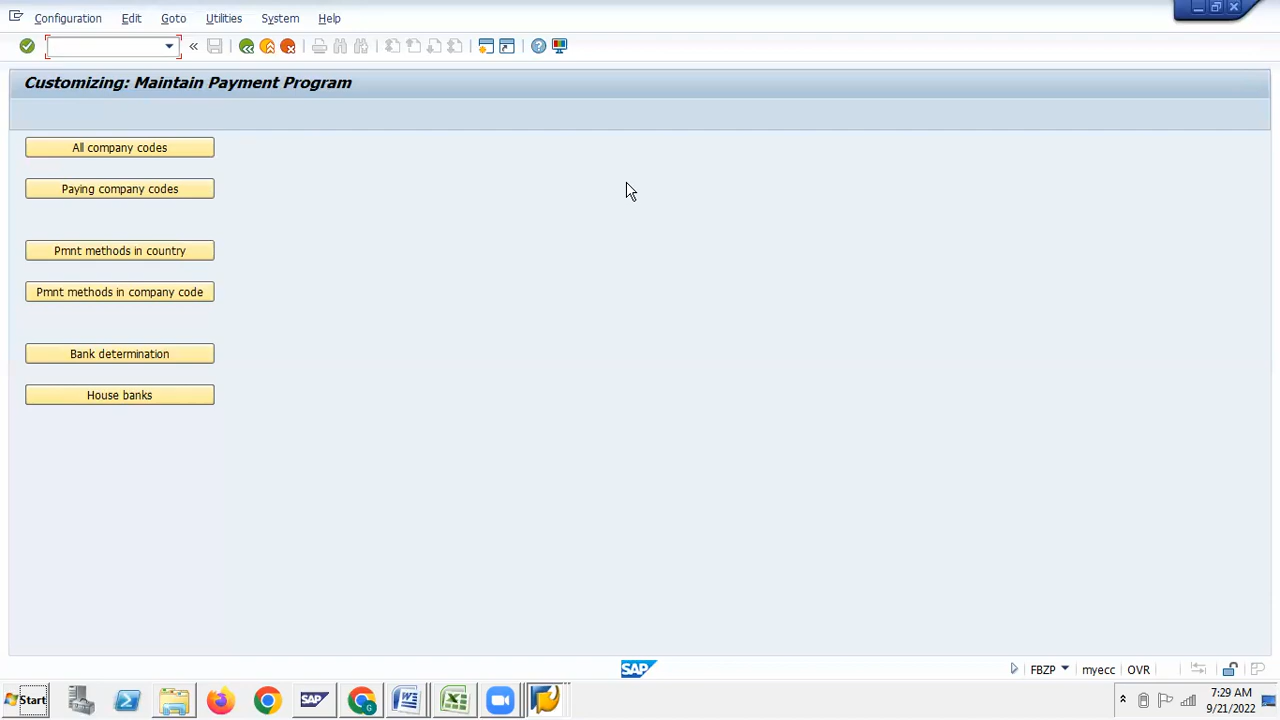 Configuration Edit Goto Utilities System Help
Customizing: Maintain Payment Program
All company codes
Paying company codes
Pmnt methods in country
Pmnt methods in company code
Bank determination
House banks
SAP
FBZP myecc OVR
Start SAP 7:29 AM
9/21/2022